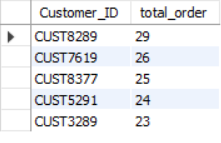 Customer_ID total_order
CUST8289 29
CUST7619 26
CUST8377 25
CUST5291 24
CUST3289 23